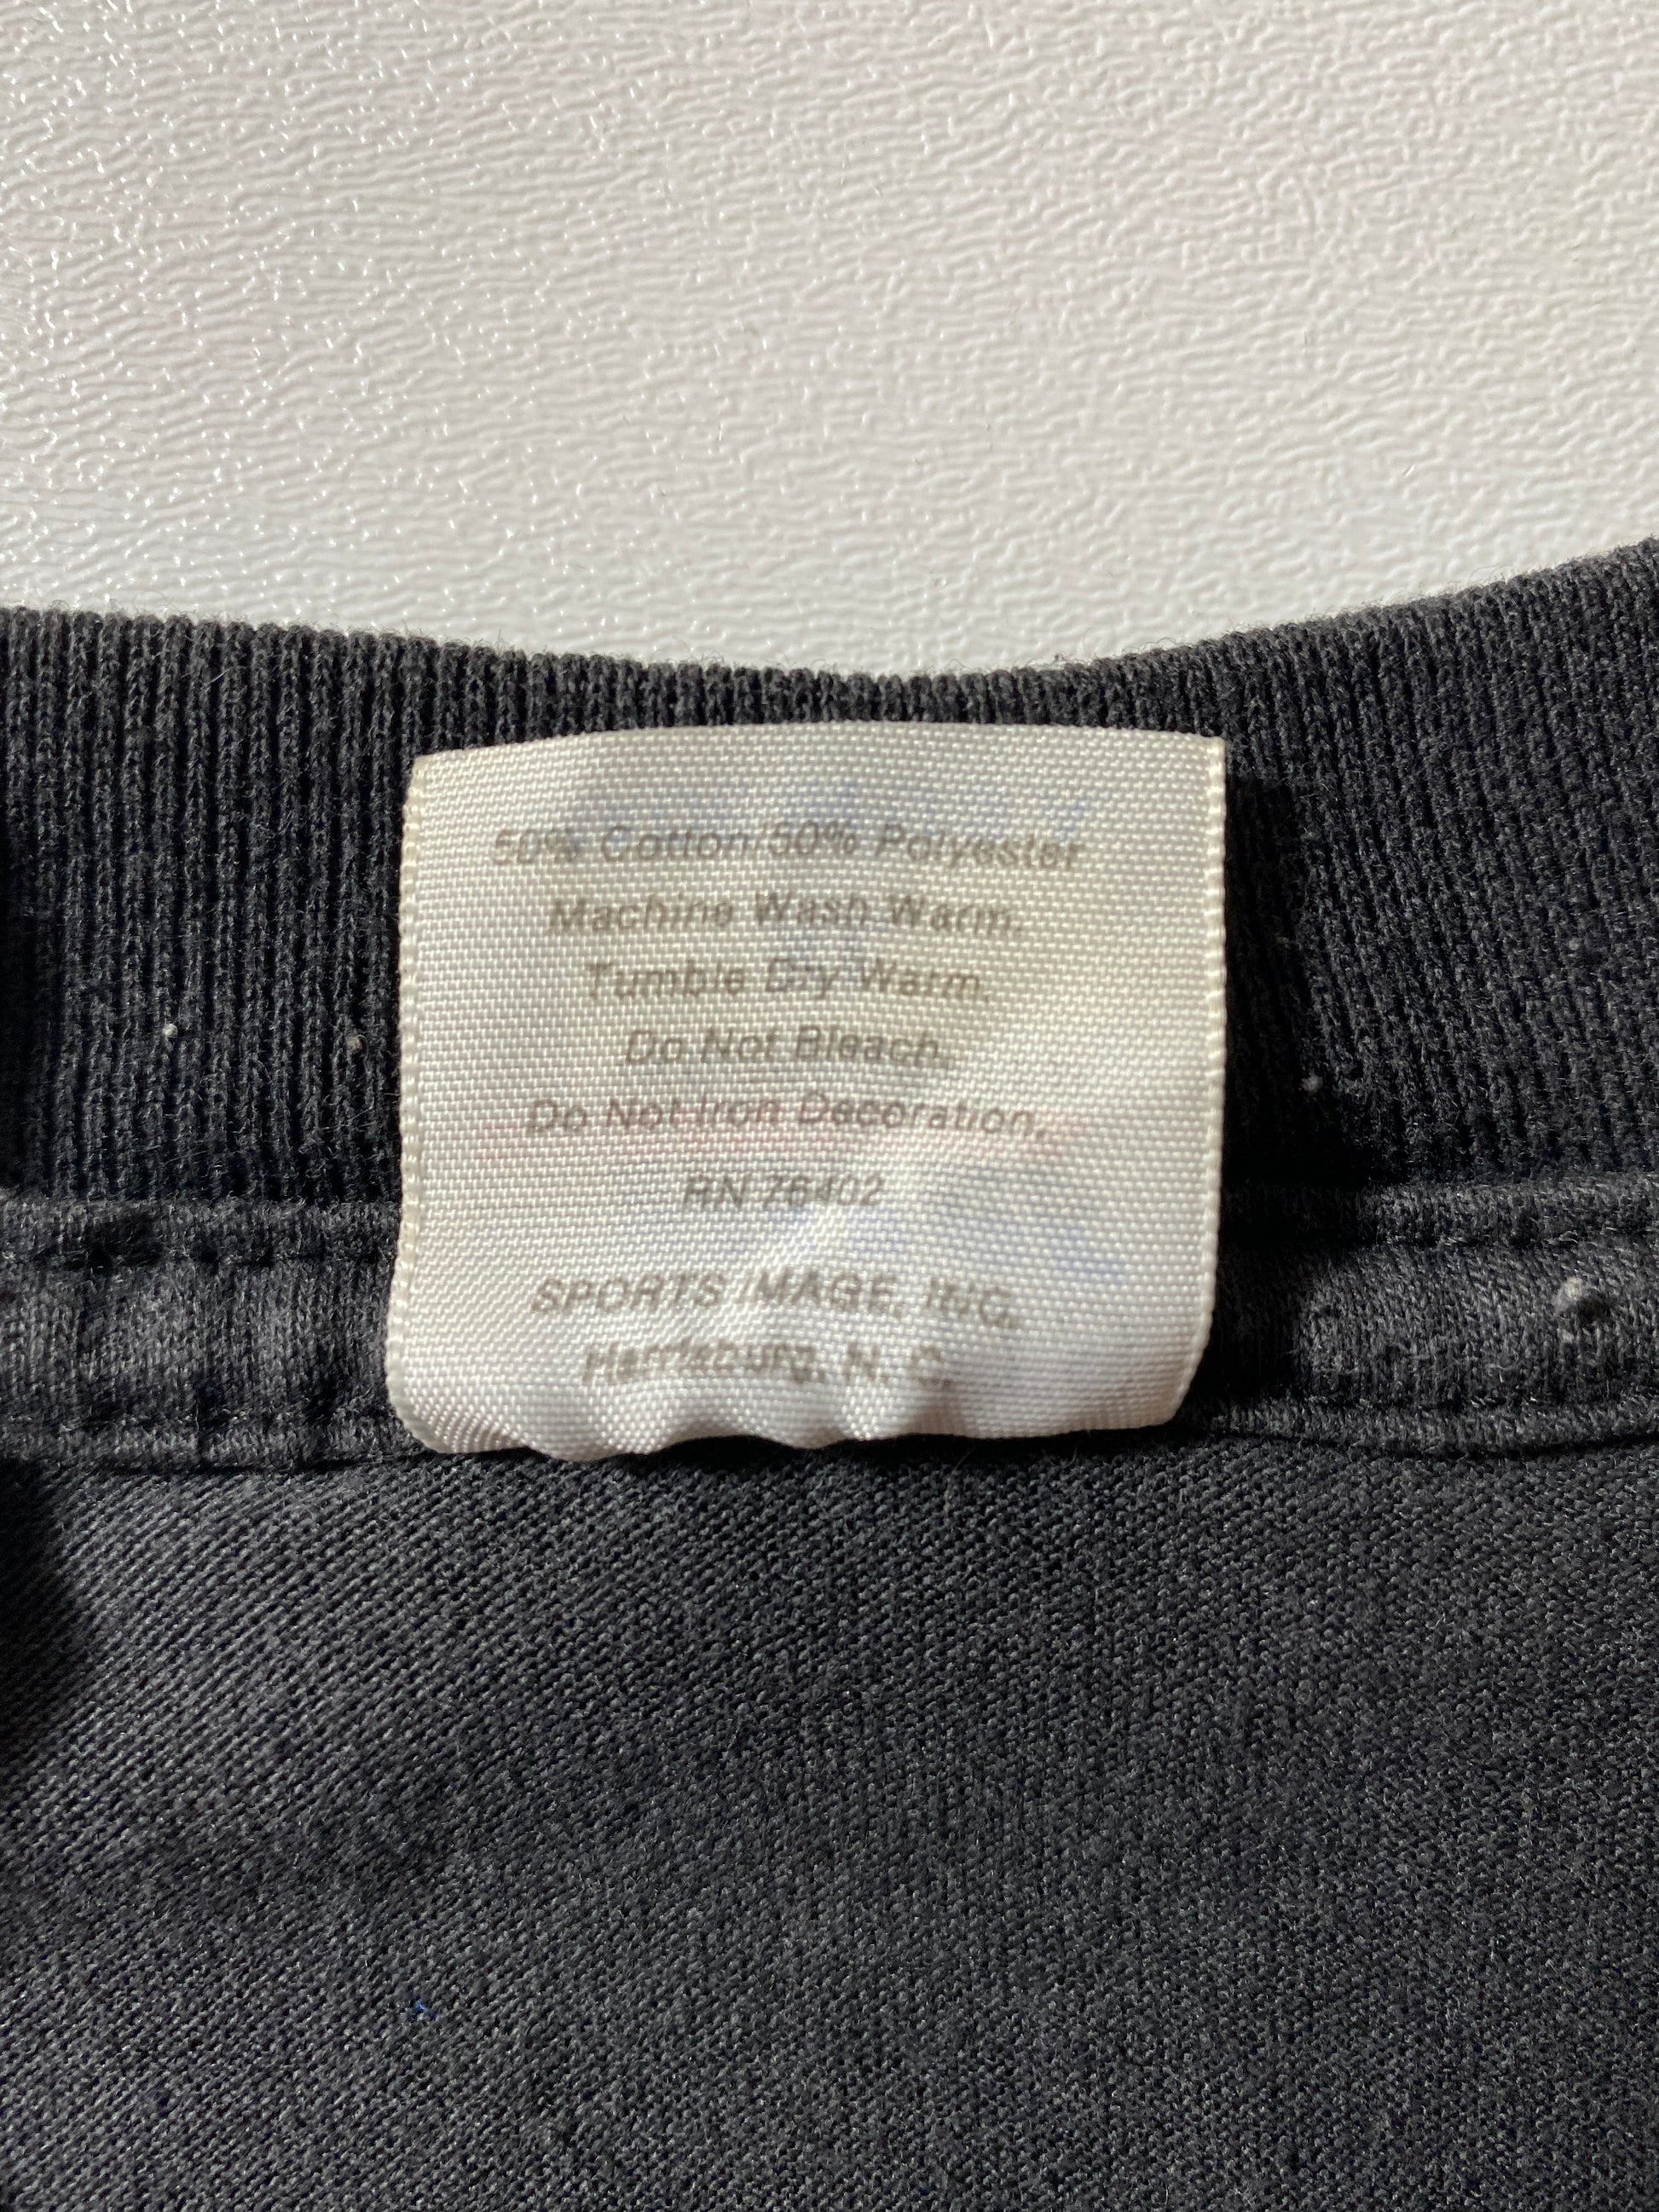 50% Cotton/50% Polyester
Machine Wash Warm.
Tumble Dry Warm.
Do Not Bleach.
Do Not Iron Decoration.
RN 76402
SPORTS IMAGE, INC.
Harrisburg, N. C.